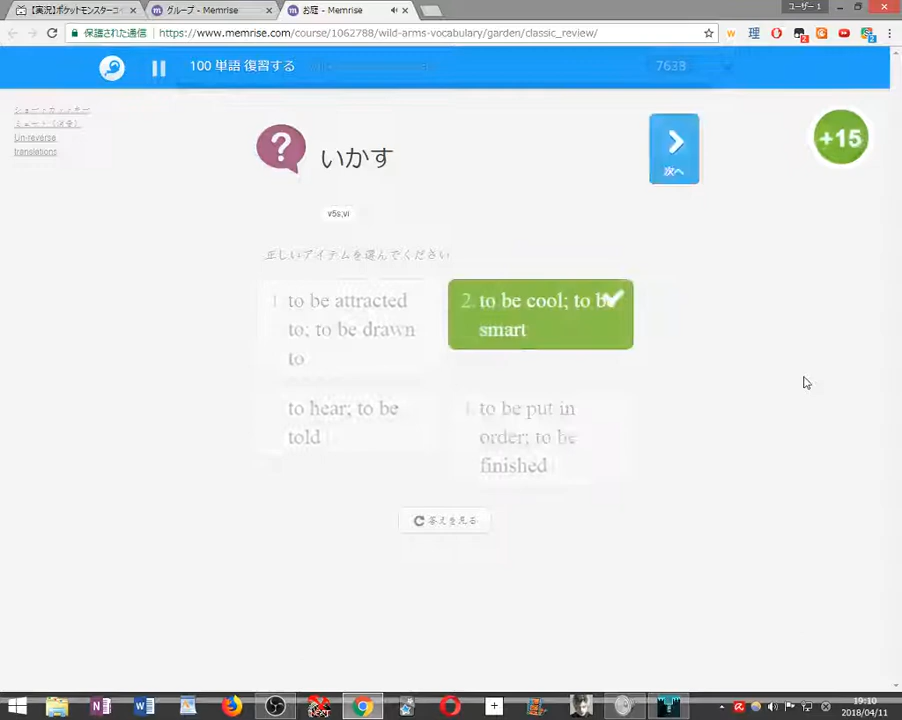 【実況】ポケットモンスターコ
グループ - Memrise
お庭 - Memrise
ユーザー 1
保護された通信
https://www.memrise.com/course/1062788/wild-arms-vocabulary/garden/classic_review/
100 単語 復習する
7638
Un-reverse
translations
いかす
次へ
+15
v5s;vi
正しいアイテムを選んでください
1. to be attracted
to; to be drawn
to
2. to be cool; to be
smart
to hear; to be
told
to be put in
order; to be
finished
答えを見る
19:10
2018/04/11